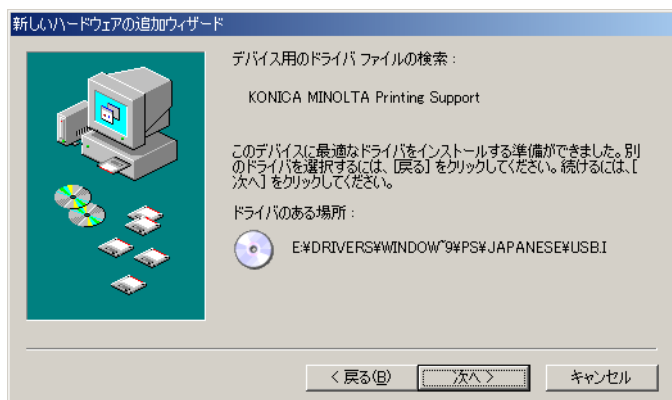 新しいハードウェアの追加ウィザード
デバイス用のドライバ ファイルの検索 :
KONICA MINOLTA Printing Support
このデバイスに最適なドライバをインストールする準備ができました。別
のドライバを選択するには、[戻る] をクリックしてください。続けるには、[
次へ] をクリックしてください。
ドライバのある場所 :
E:¥DRIVERS¥WINDOW~9¥PS¥JAPANESE¥USB.I
< 戻る(B)
次へ >
キャンセル